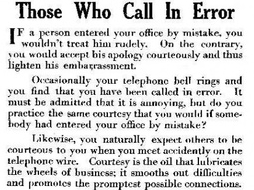 Those Who Call In Error
IF a person entered your office by mistake, you
wouldn't treat him rudely. On the contrary,
you would accept his apology courteously and thus
lighten his embarrassment.
Occasionally your telephone bell rings and
you find that you have been called in error. It
must be admitted that it is annoying, but do you
practice the same courtesy that you would if some-
body had entered your office by mistake?
Likewise, you naturally expect others to be
courteous to you when you meet accidently on the
telephone wire. Courtesy is the oil that lubricates
the wheels of business; it smooths out difficulties
and promotes the promptest possible connections.